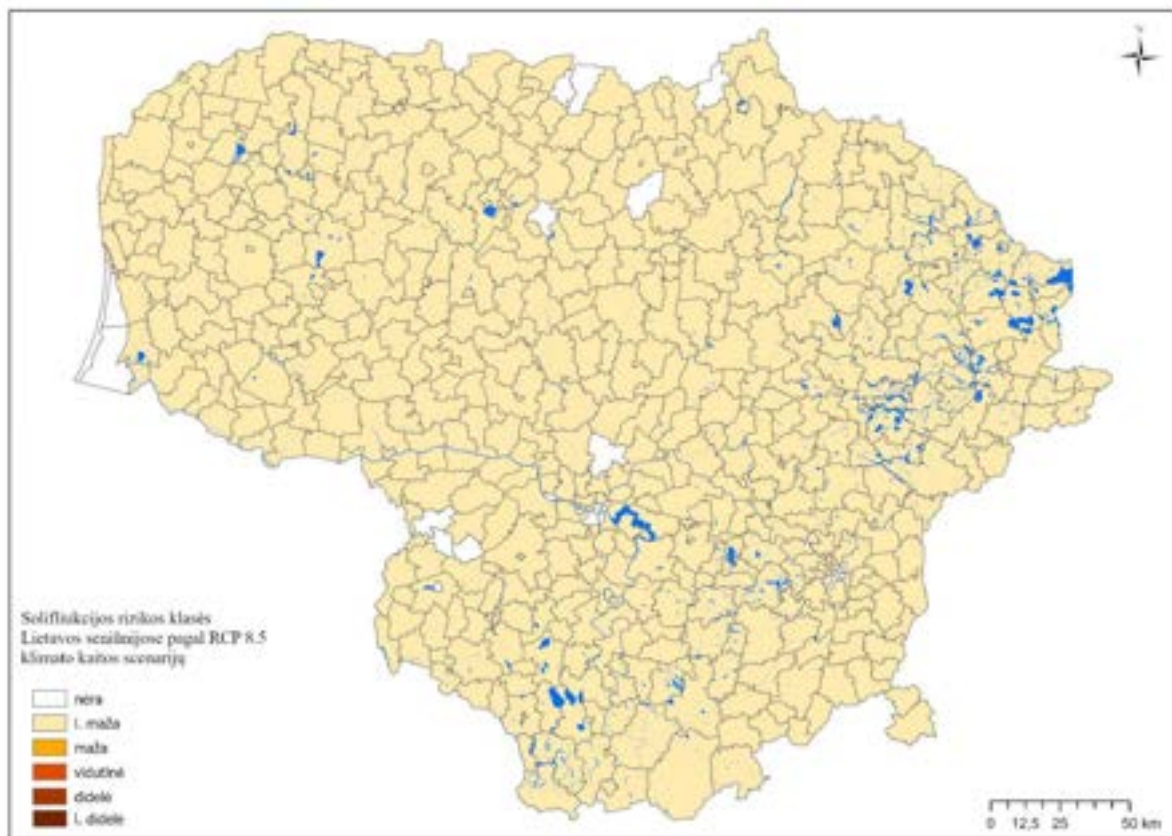 Solifliukcijos rizikos klasės
Lietuvos seniūnijose pagal RCP 8.5
klimato kaitos scenarijų
nėra
l. maža
maža
vidutinė
didelė
l. didelė
0 12,5 25 50 km